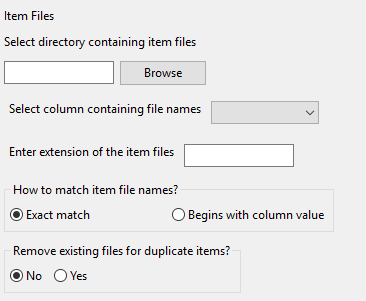 Item Files
Select directory containing item files
Browse
Select column containing file names
Enter extension of the item files
How to match item file names?
Exact match Begins with column value
Remove existing files for duplicate items?
No Yes